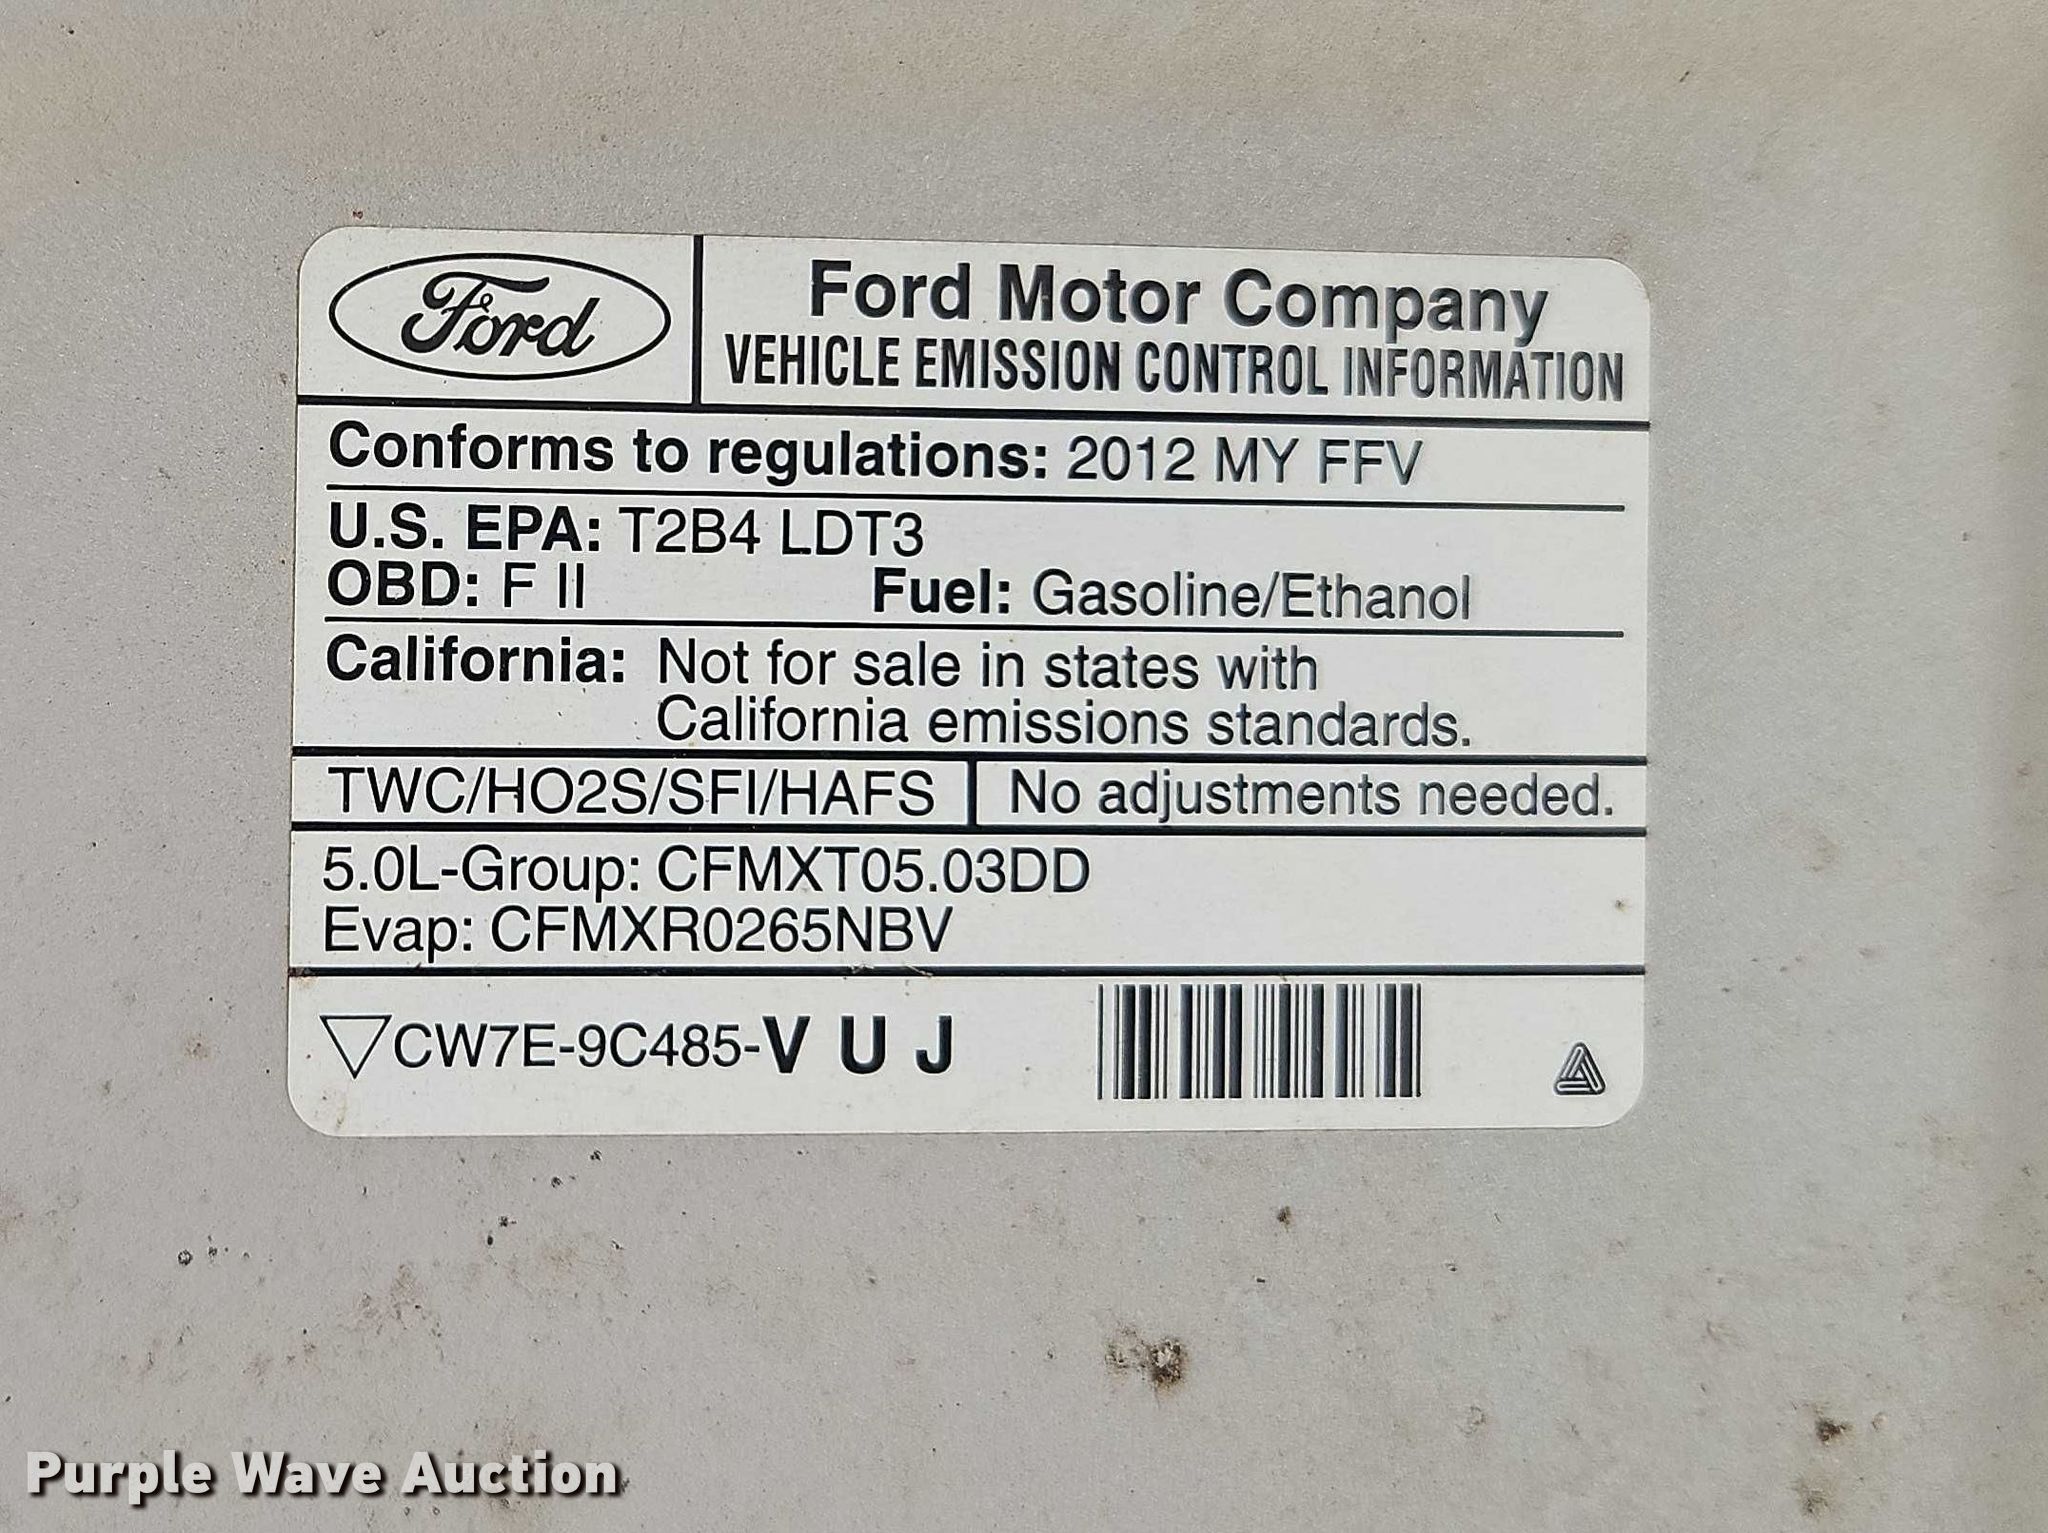 Ford
Ford Motor Company
VEHICLE EMISSION CONTROL INFORMATION
Conforms to regulations: 2012 MY FFV
U.S. EPA: T2B4 LDT3
OBD: F II Fuel: Gasoline/Ethanol
California: Not for sale in states with
California emissions standards.
TWC/HO2S/SFI/HAFS No adjustments needed.
5.0L-Group: CFMXT05.03DD
Evap: CFMXR0265NBV
CW7E-9C485-V U J
Purple Wave Auction